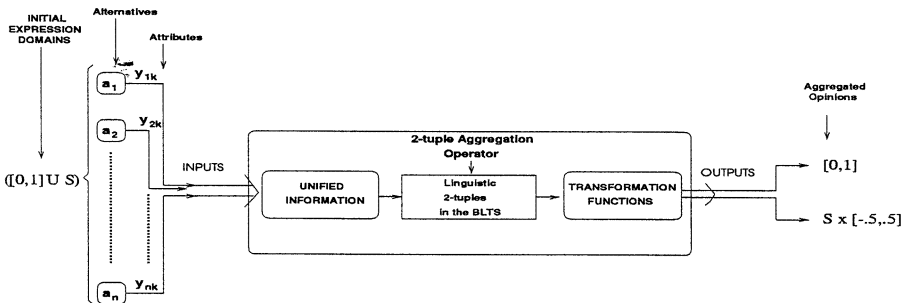 INITIAL
EXPRESSION
DOMAINS
Alternatives
Attributes
a1
y1k
a2
y2k
an
ynk
([0,1] U S)
INPUTS
2-tuple Aggregation
Operator
UNIFIED
INFORMATION
Linguistic
2-tuples
in the BLTS
TRANSFORMATION
FUNCTIONS
OUTPUTS
Aggregated
Opinions
[0,1]
S x [-.5,.5]